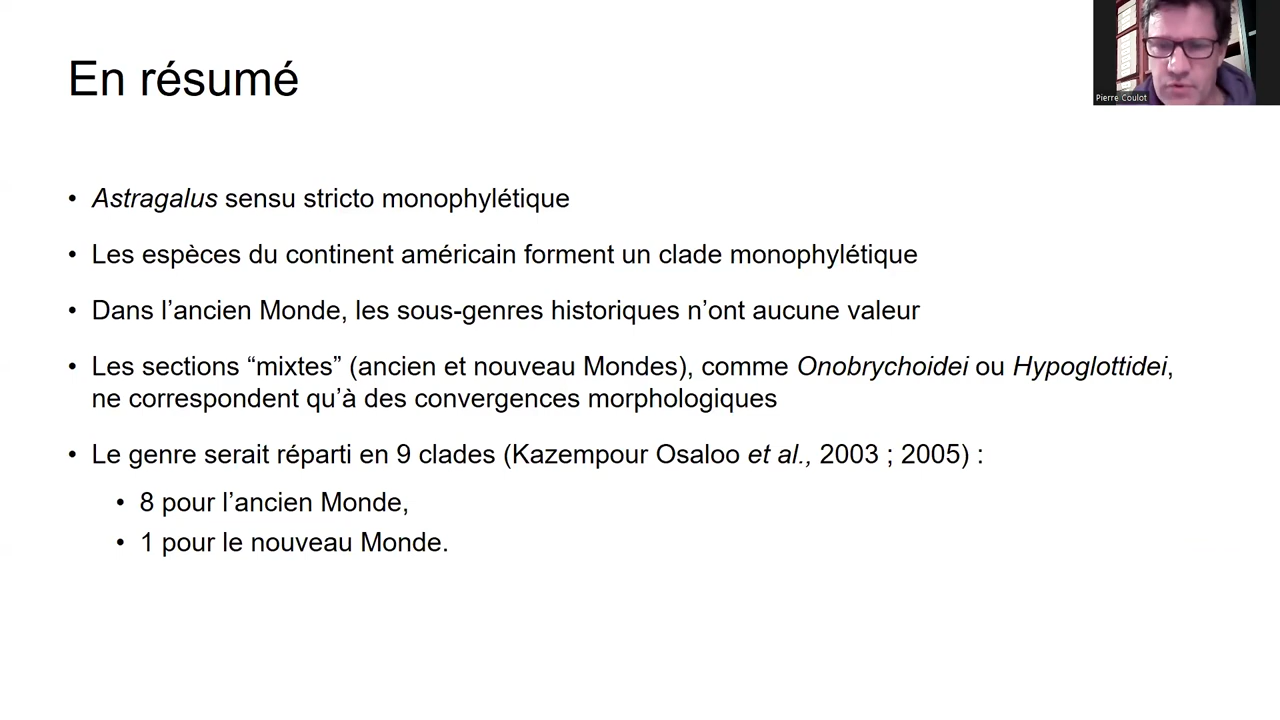 En résumé
Pierre Coulot
• Astragalus sensu stricto monophylétique
• Les espèces du continent américain forment un clade monophylétique
• Dans l’ancien Monde, les sous-genres historiques n’ont aucune valeur
• Les sections “mixtes” (ancien et nouveau Mondes), comme Onobrychoidei ou Hypoglottidei,
ne correspondent qu’à des convergences morphologiques
• Le genre serait réparti en 9 clades (Kazempour Osaloo et al., 2003 ; 2005) :
• 8 pour l’ancien Monde,
• 1 pour le nouveau Monde.